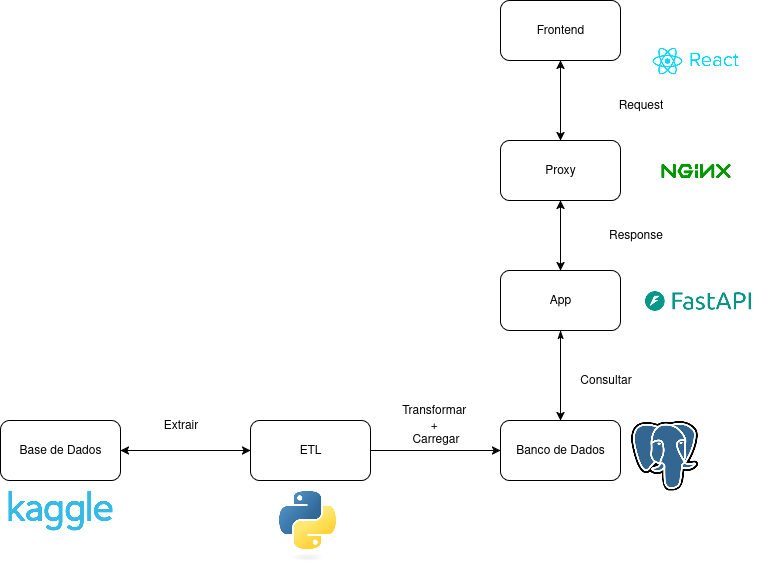 Frontend
React
Request
Proxy
NGINX
Response
App
FastAPI
Consultar
Transformar
+
Carregar
Extrair
Base de Dados
ETL
Banco de Dados
kaggle